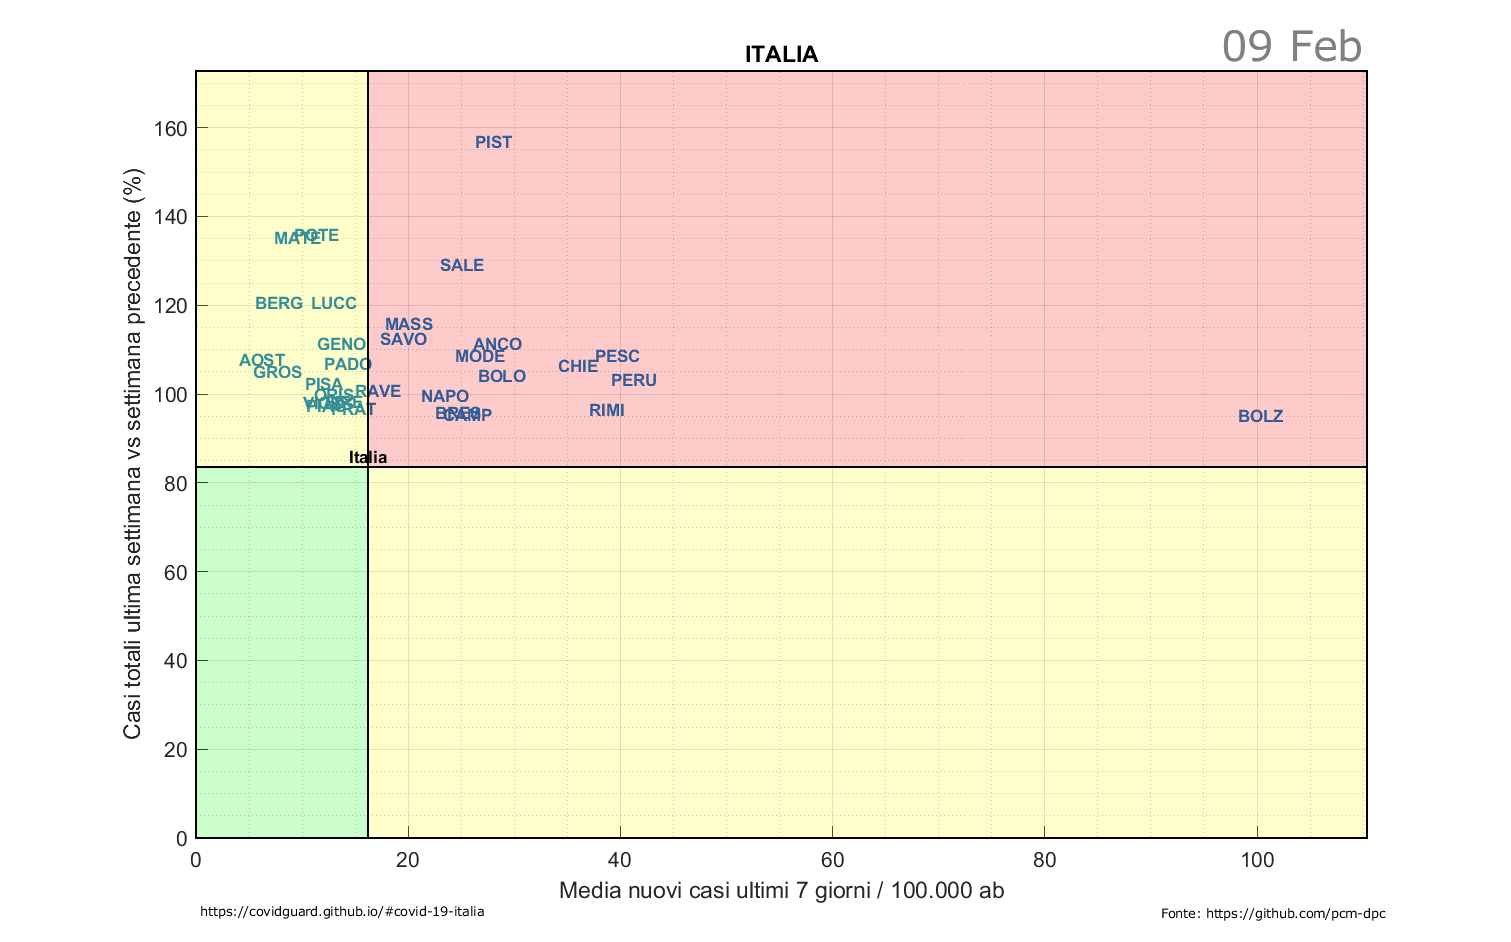 09 Feb
ITALIA
Casi totali ultima settimana vs settimana precedente (%)
160
140
120
100
80
60
40
20
0
PIST
POTE
MATE
SALE
BERG
LUCC
MASS
SAVO
GENO
ANCO
MODE
PESC
AOST
PADO
CHIE
GROS
BOLO
PERU
PISA
RAVE
NAPO
RIMI
PRAT
BRES
CAMP
BOLZ
Italia
0
20
40
60
80
100
Media nuovi casi ultimi 7 giorni / 100.000 ab
https://covidguard.github.io/#covid-19-italia
Fonte: https://github.com/pcm-dpc